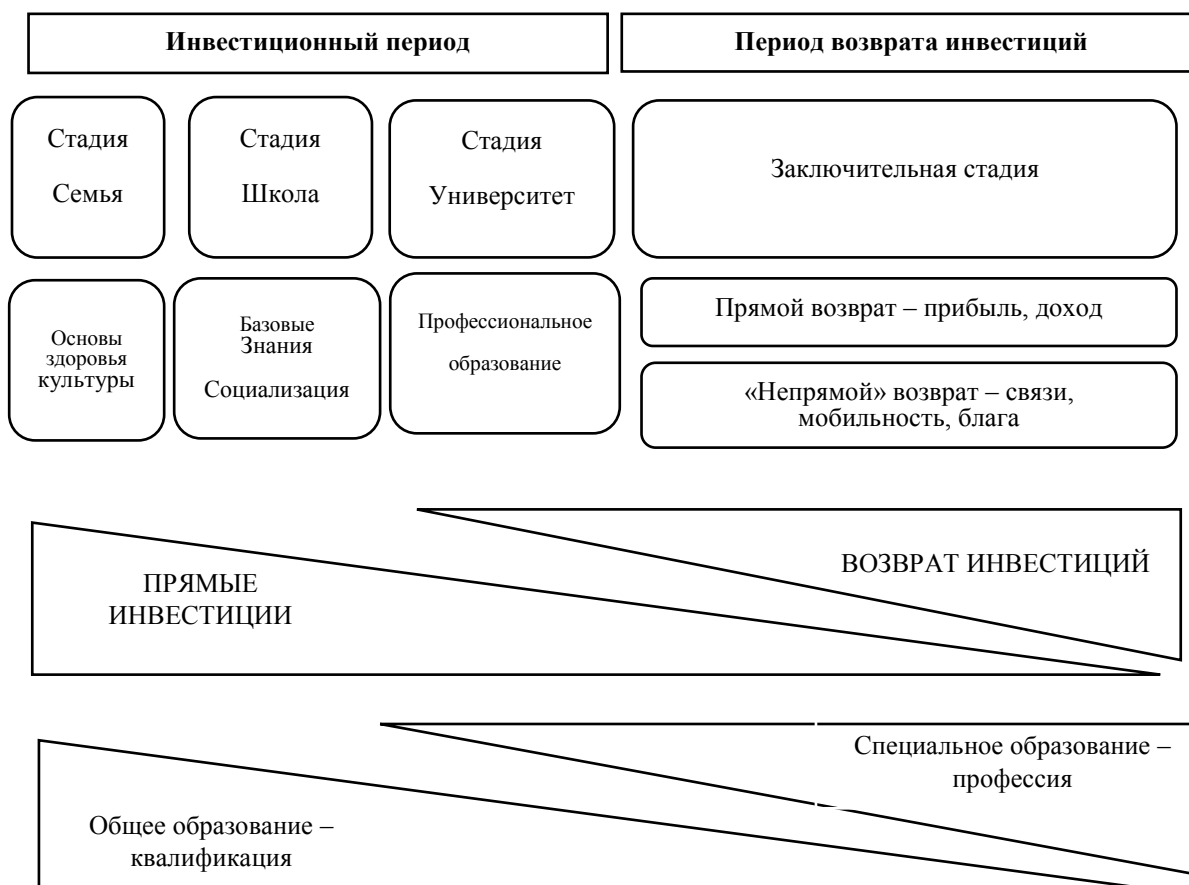 Инвестиционный период
Период возврата инвестиций
Стадия
Семья
Стадия
Школа
Стадия
Университет
Заключительная стадия
Основы
здоровья
культуры
Базовые
Знания
Социализация
Профессиональное
образование
Прямой возврат – прибыль, доход
«Непрямой» возврат – связи,
мобильность, блага
ПРЯМЫЕ
ИНВЕСТИЦИИ
ВОЗВРАТ ИНВЕСТИЦИЙ
Специальное образование –
профессия
Общее образование –
квалификация